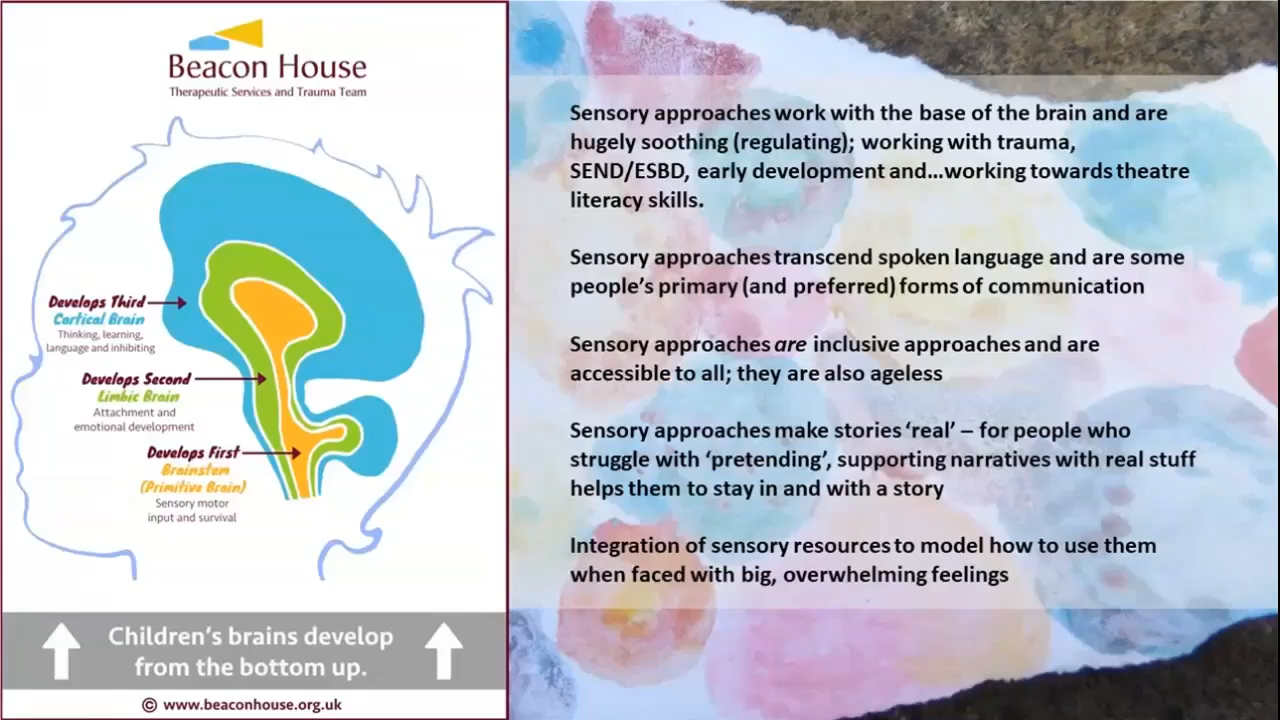 Beacon House
Therapeutic Services and Trauma Team
Develops Third
Cortical Brain
Thinking, learning,
language and inhibiting
Develops Second
Limbic Brain
Attachment and
emotional development
Develops First
Brainstem
(Primitive Brain)
Sensory motor
input and survival
Children's brains develop
from the bottom up.
© www.beaconhouse.org.uk
Sensory approaches work with the base of the brain and are
hugely soothing (regulating); working with trauma,
SEND/ESBD, early development and...working towards theatre
literacy skills.
Sensory approaches transcend spoken language and are some
people's primary (and preferred) forms of communication
Sensory approaches are inclusive approaches and are
accessible to all; they are also ageless
Sensory approaches make stories 'real' – for people who
struggle with 'pretending', supporting narratives with real stuff
helps them to stay in and with a story
Integration of sensory resources to model how to use them
when faced with big, overwhelming feelings